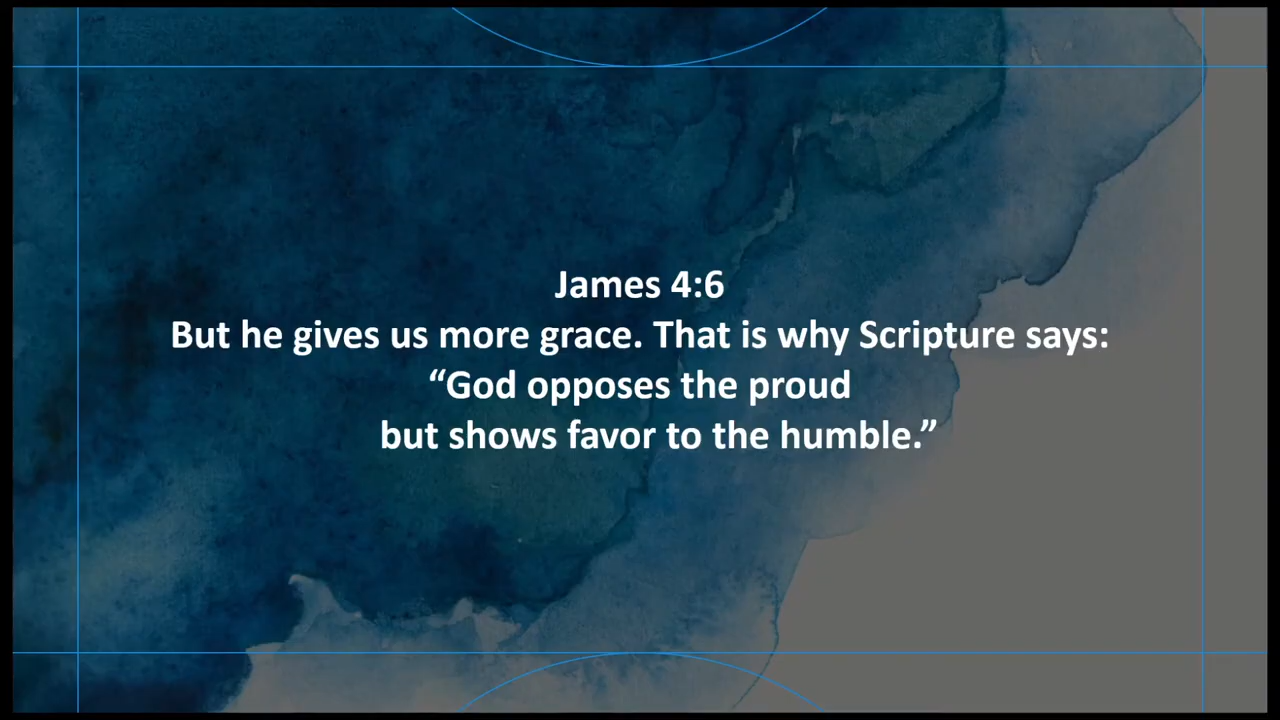 James 4:6
But he gives us more grace. That is why Scripture says:
“God opposes the proud
but shows favor to the humble.”